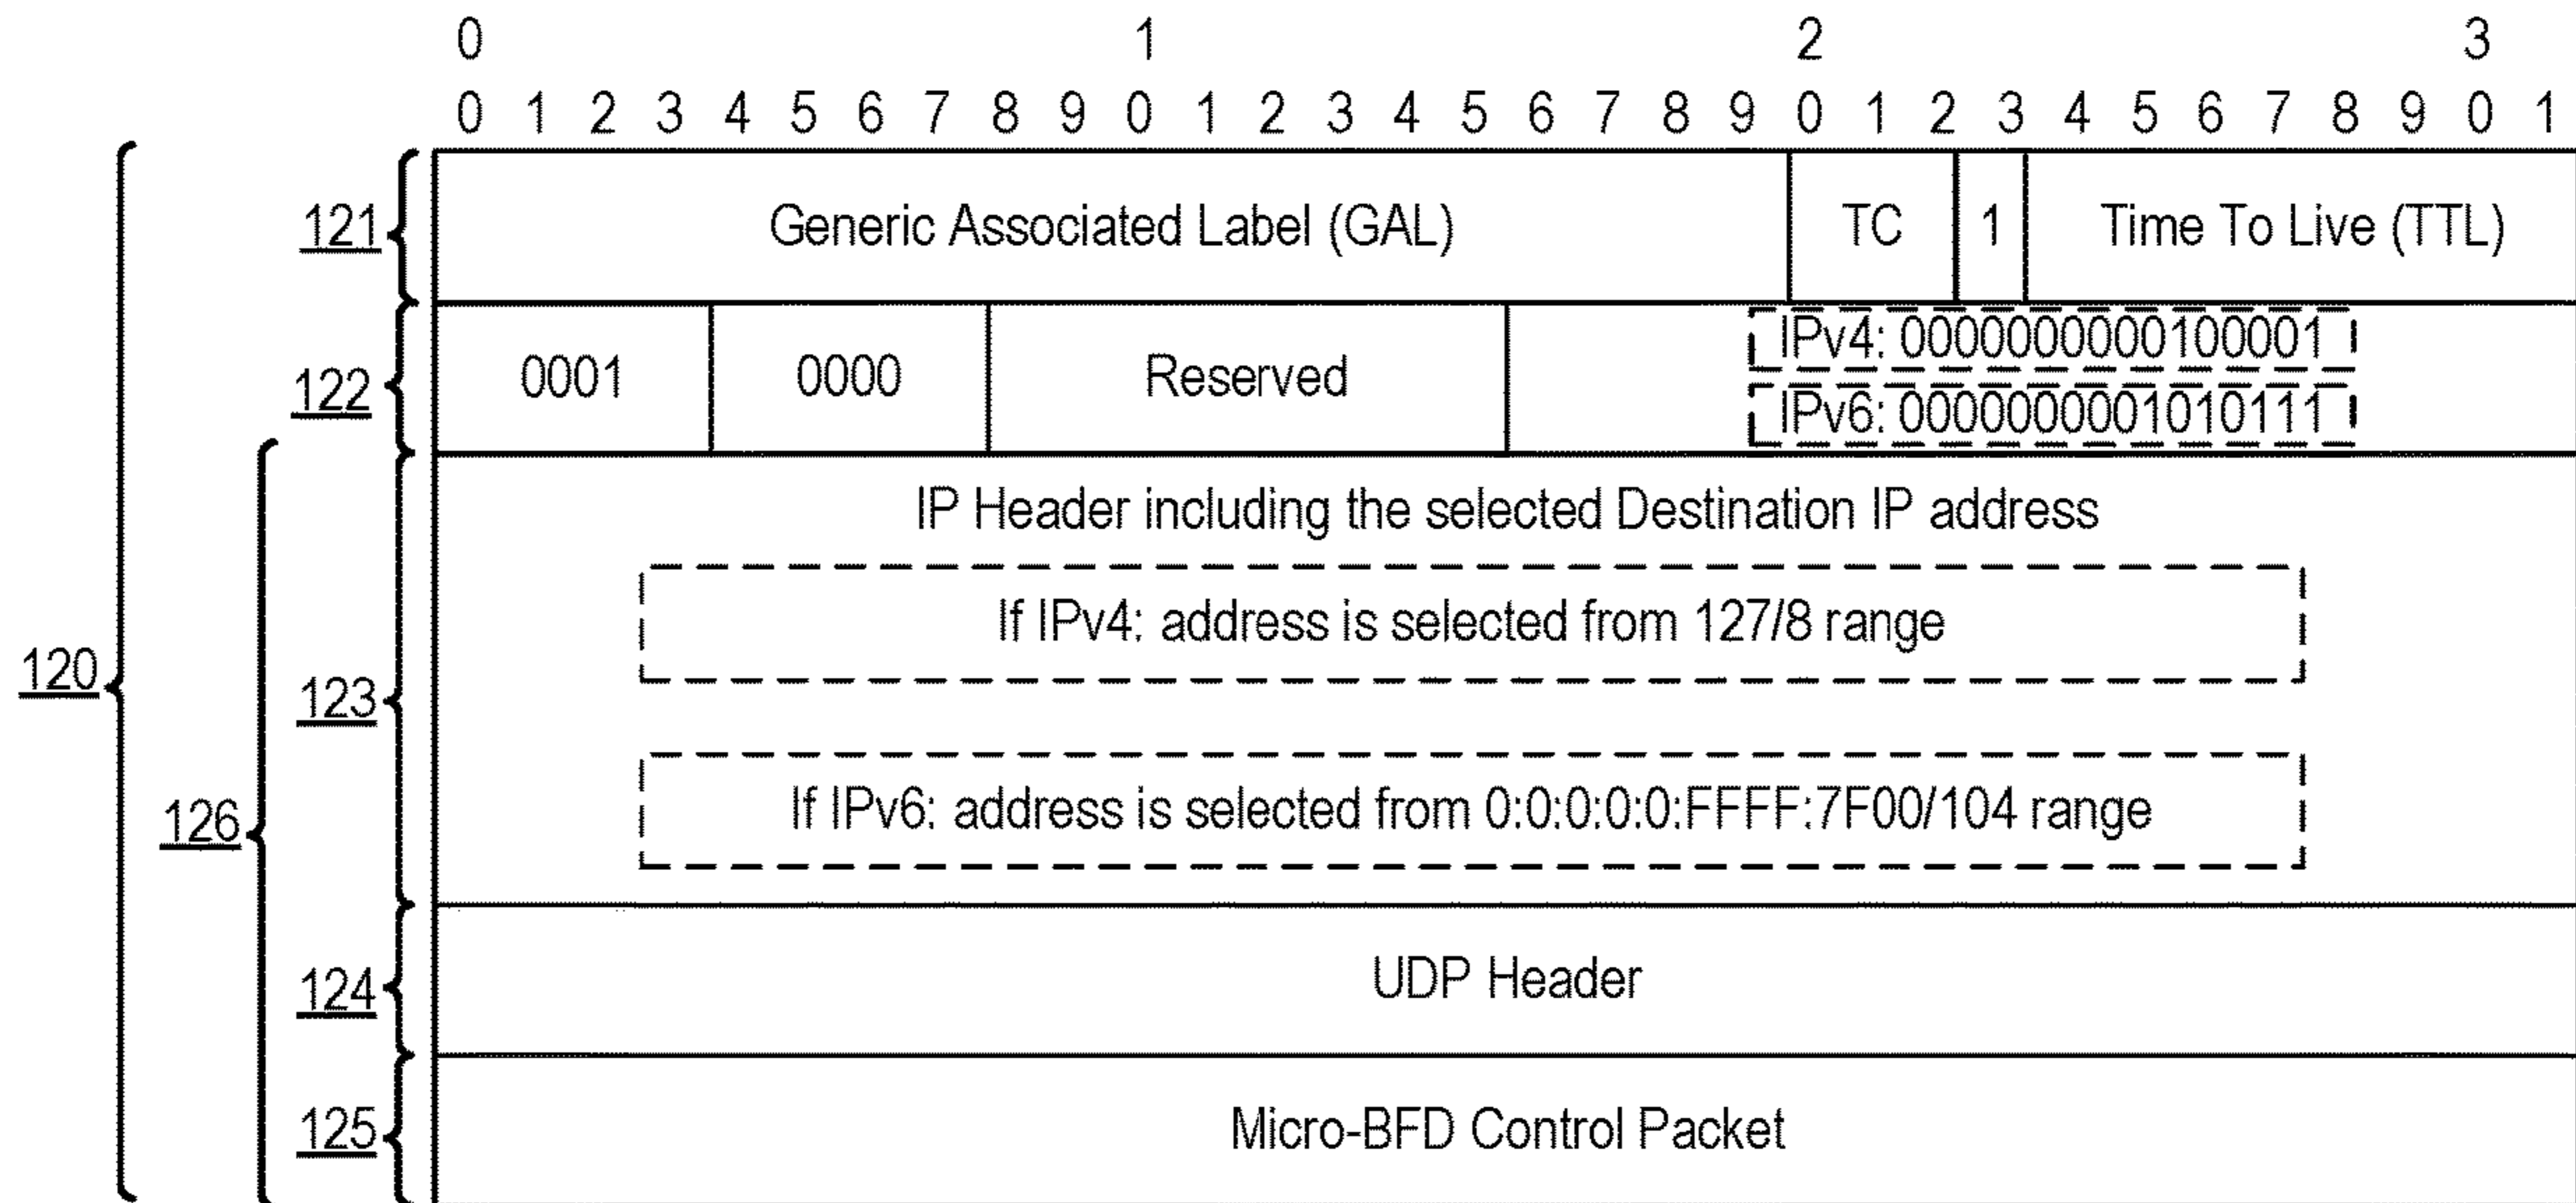 0 1 2 3
0 1 2 3 4 5 6 7 8 9 0 1 2 3 4 5 6 7 8 9 0 1 2 3 4 5 6 7 8 9 0 1
121 Generic Associated Label (GAL) TC 1 Time To Live (TTL)
122 0001 0000 Reserved
IPv4: 0000000000100001
IPv6: 0000000001010111
IP Header including the selected Destination IP address
If IPv4: address is selected from 127/8 range
120
123
If IPv6: address is selected from 0:0:0:0:0:FFFF:7F00/104 range
126
124 UDP Header
125 Micro-BFD Control Packet